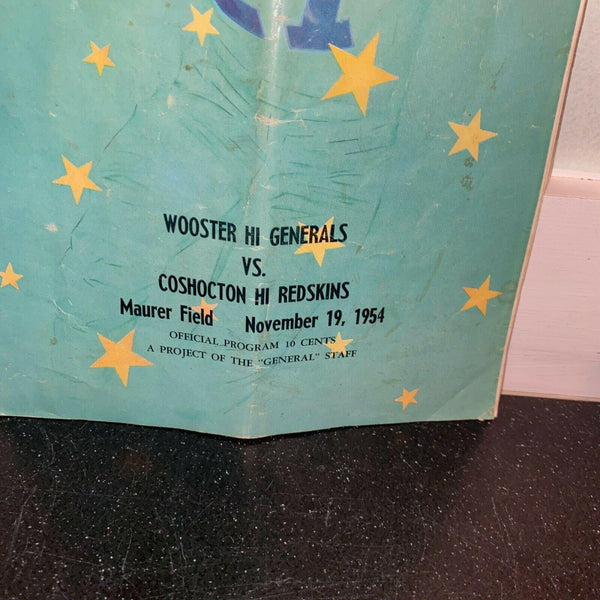 WOOSTER HI GENERALS
VS.
COSHOCTON HI REDSKINS
Maurer Field November 19, 1954
OFFICIAL PROGRAM 10 CENTS
A PROJECT OF THE "GENERAL" STAFF